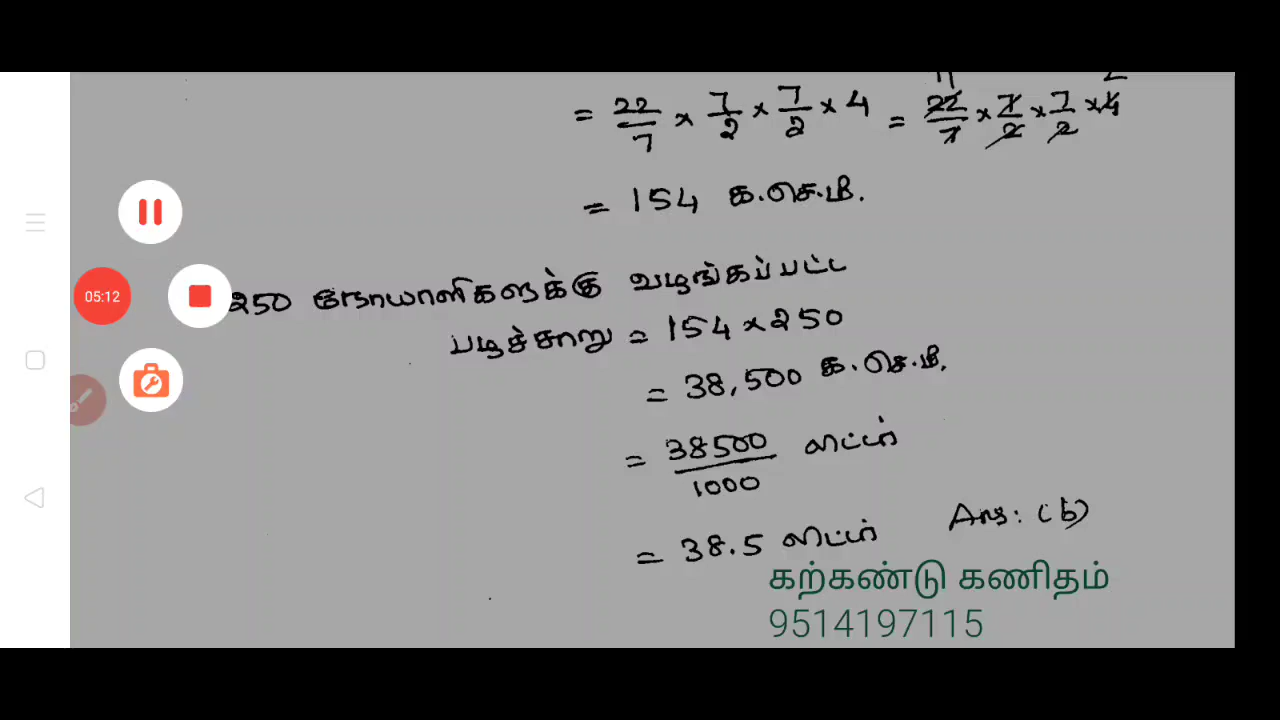 = 22/7 × 7/2 × 7/2 × 4 = 22/7 × 7/2 × 7/2 × 4
= 154 க.செ.மீ.
250 நோயாளிகளுக்கு வழங்கப்பட்ட
பழச்சாறு = 154 × 250
= 38,500 க.செ.மீ.
05:12
= 38500/1000 லிட்டர்
= 38.5 லிட்டர் Ans: (b)
கற்கண்டு கணிதம்
9514197115